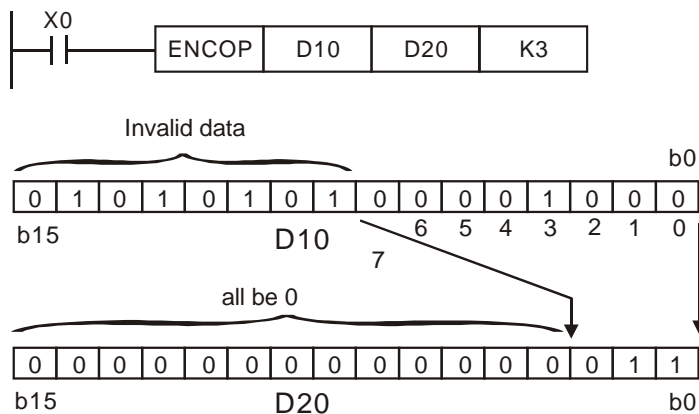 X0
ENCOP D10 D20 K3
Invalid data
b0
0 1 0 1 0 1 0 1 0 0 0 0 1 0 0 0
7 6 5 4 3 2 1 0
b15 D10
all be 0
0 0 0 0 0 0 0 0 0 0 0 0 0 0 1 1
b15 D20 b0